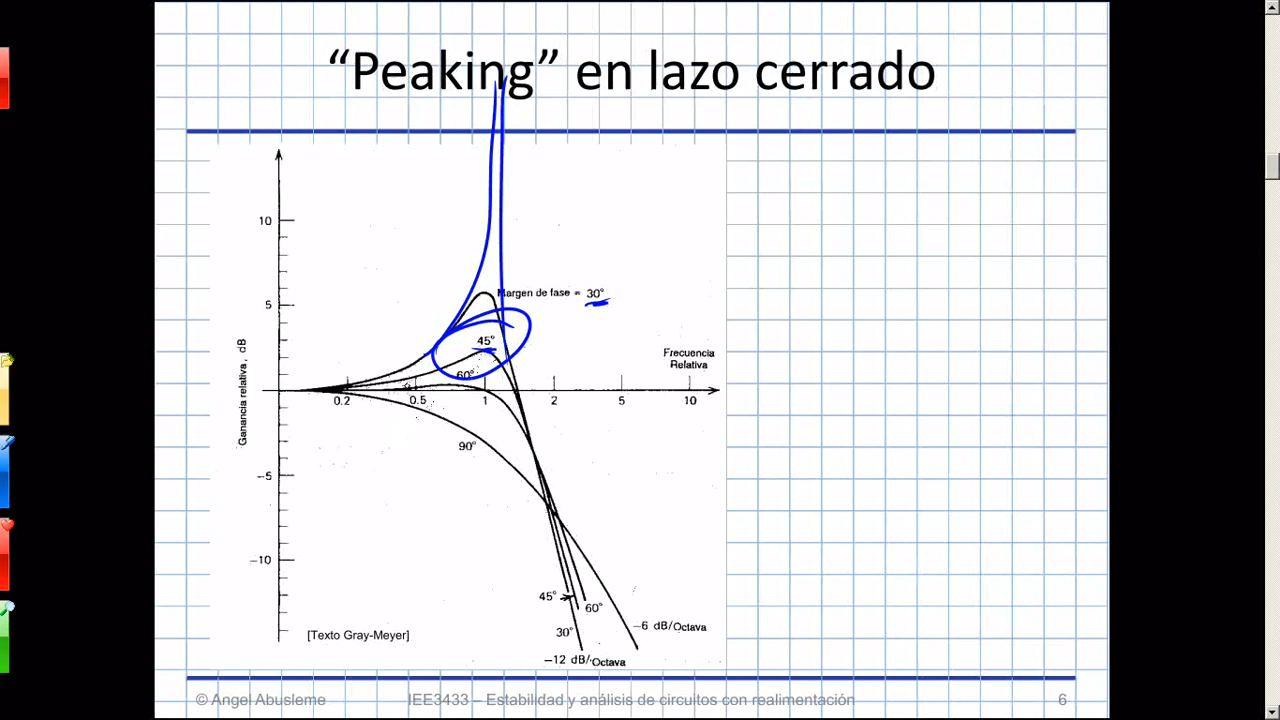 “Peaking” en lazo cerrado
10
Margen de fase = 30°
5
45°
Frecuencia
Relativa
Ganancia relativa, dB
60°
0.2
0.5
1
2
5
10
90°
−5
−10
45°
60°
−6 dB/Octava
30°
[Texto Gray-Meyer]
−12 dB/Octava
© Angel Abusleme
IEE3433 – Estabilidad y análisis de circuitos con realimentación
6